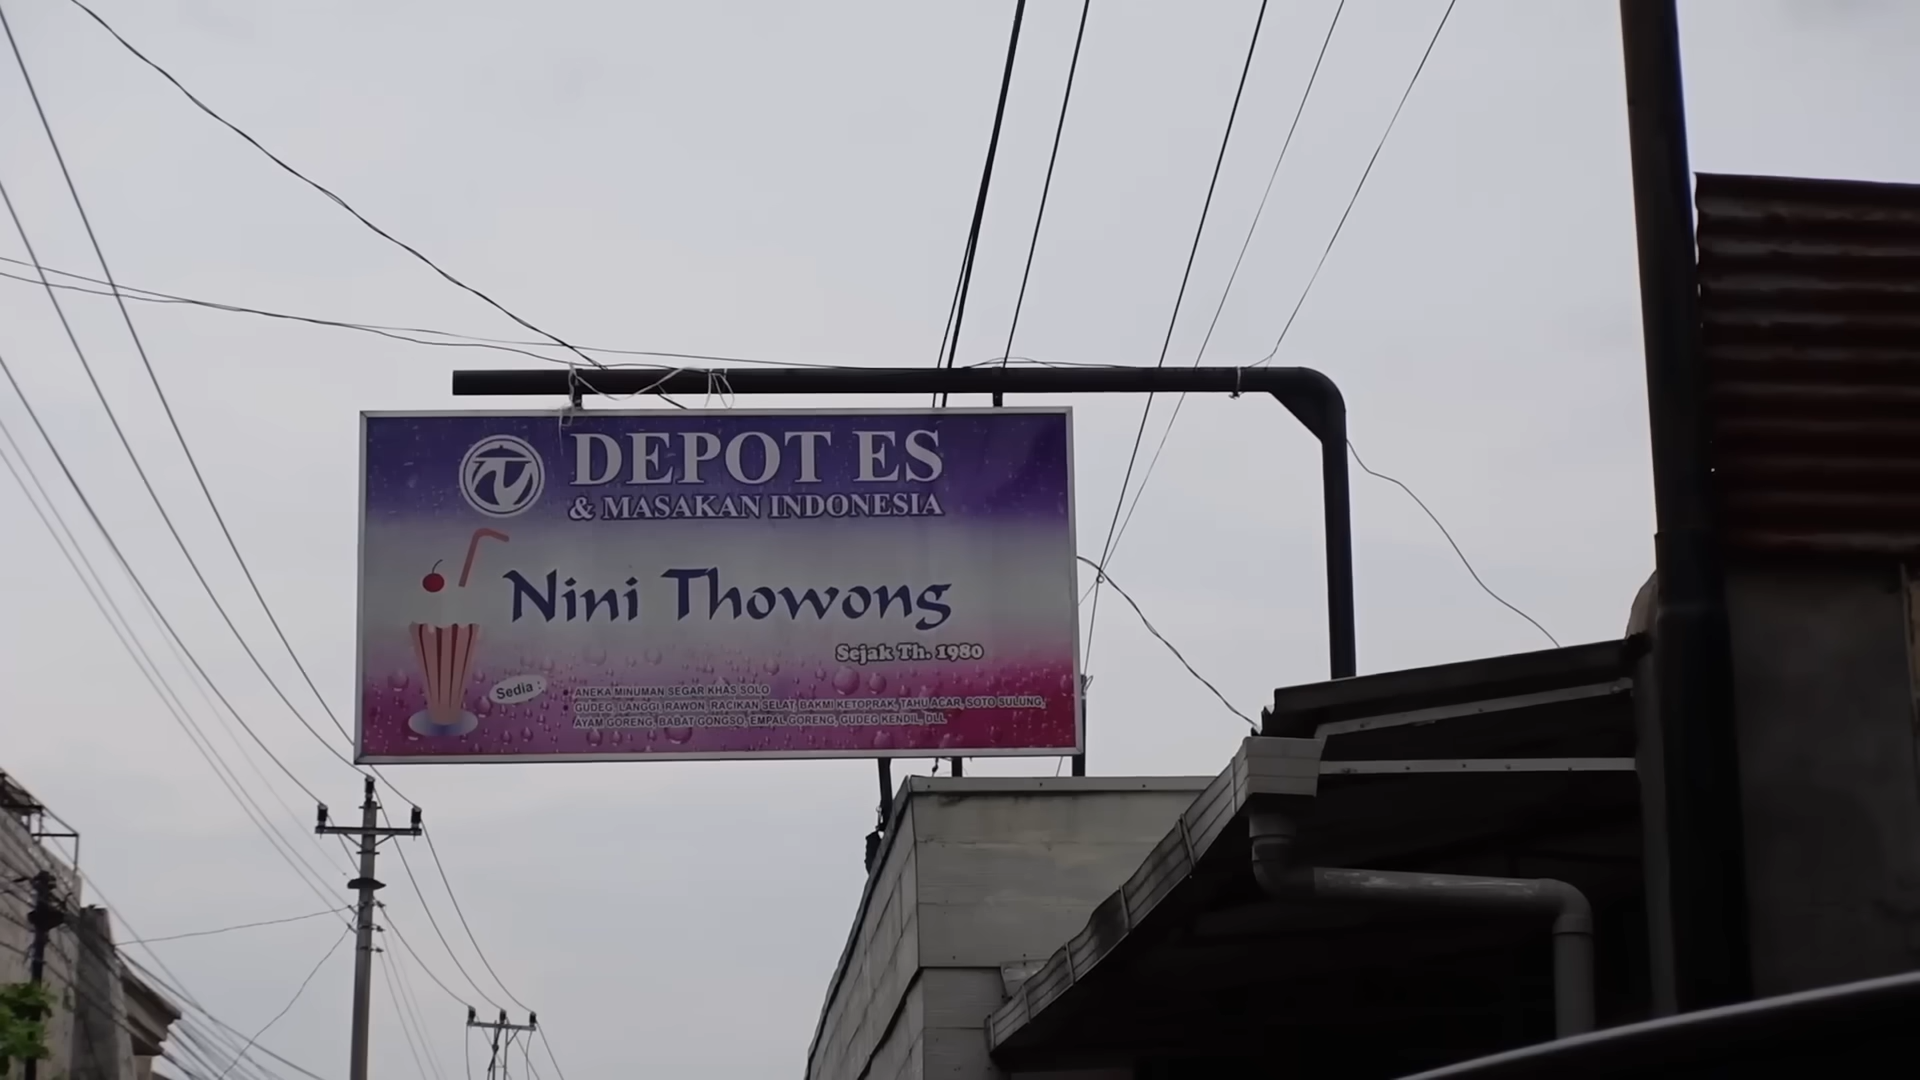 DEPOT ES
& MASAKAN INDONESIA
Nini Thowong
Sejak Th. 1980
Sedia :
• ANEKA MINUMAN SEGAR KHAS SOLO
• GUDEG, LANGGI, RAWON, RACIKAN SELAT, BAKMI KETOPRAK, TAHU ACAR, SOTO SULUNG,
AYAM GORENG, BABAT GONGSO, EMPAL GORENG, GUDEG KENDIL, DLL